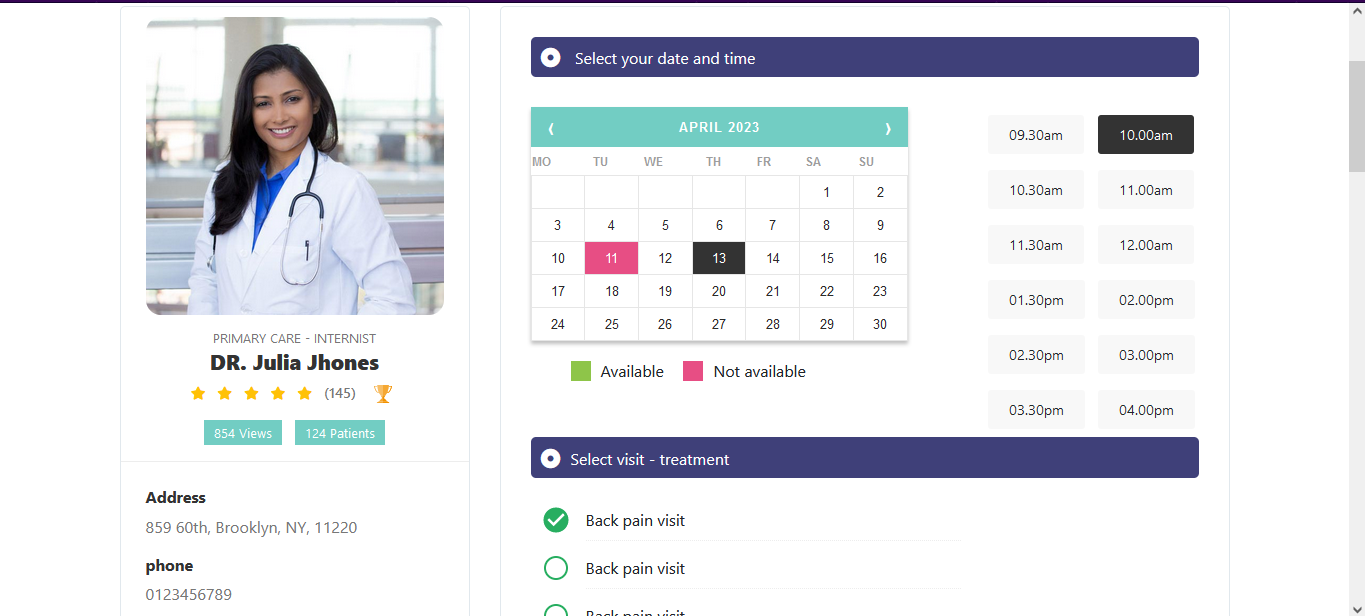 PRIMARY CARE - INTERNIST
DR. Julia Jhones
(145)
854 Views 124 Patients
Address
859 60th, Brooklyn, NY, 11220
phone
0123456789
Select your date and time
‹ APRIL 2023 ›
MO TU WE TH FR SA SU
1 2
3 4 5 6 7 8 9
10 11 12 13 14 15 16
17 18 19 20 21 22 23
24 25 26 27 28 29 30
Available Not available
09.30am 10.00am
10.30am 11.00am
11.30am 12.00am
01.30pm 02.00pm
02.30pm 03.00pm
03.30pm 04.00pm
Select visit - treatment
Back pain visit
Back pain visit
Back pain visit